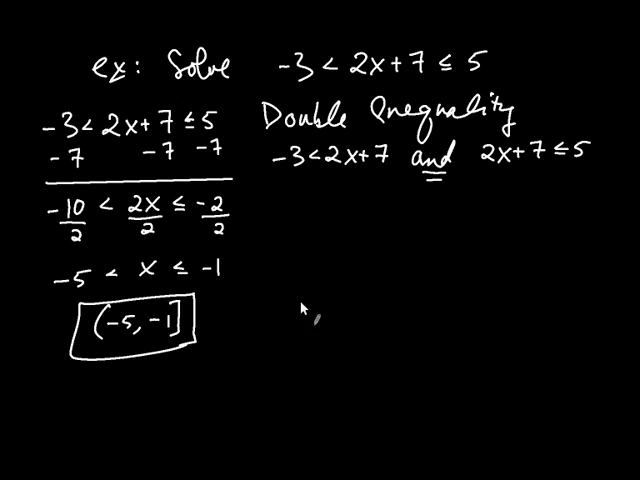 ex: Solve -3 < 2x+7 ≤ 5
Double Inequality
-3 < 2x+7 and 2x+7 ≤ 5
-3 < 2x+7 ≤ 5
-7 -7 -7
-10/2 < 2x/2 ≤ -2/2
-5 < x ≤ -1
(-5, -1]